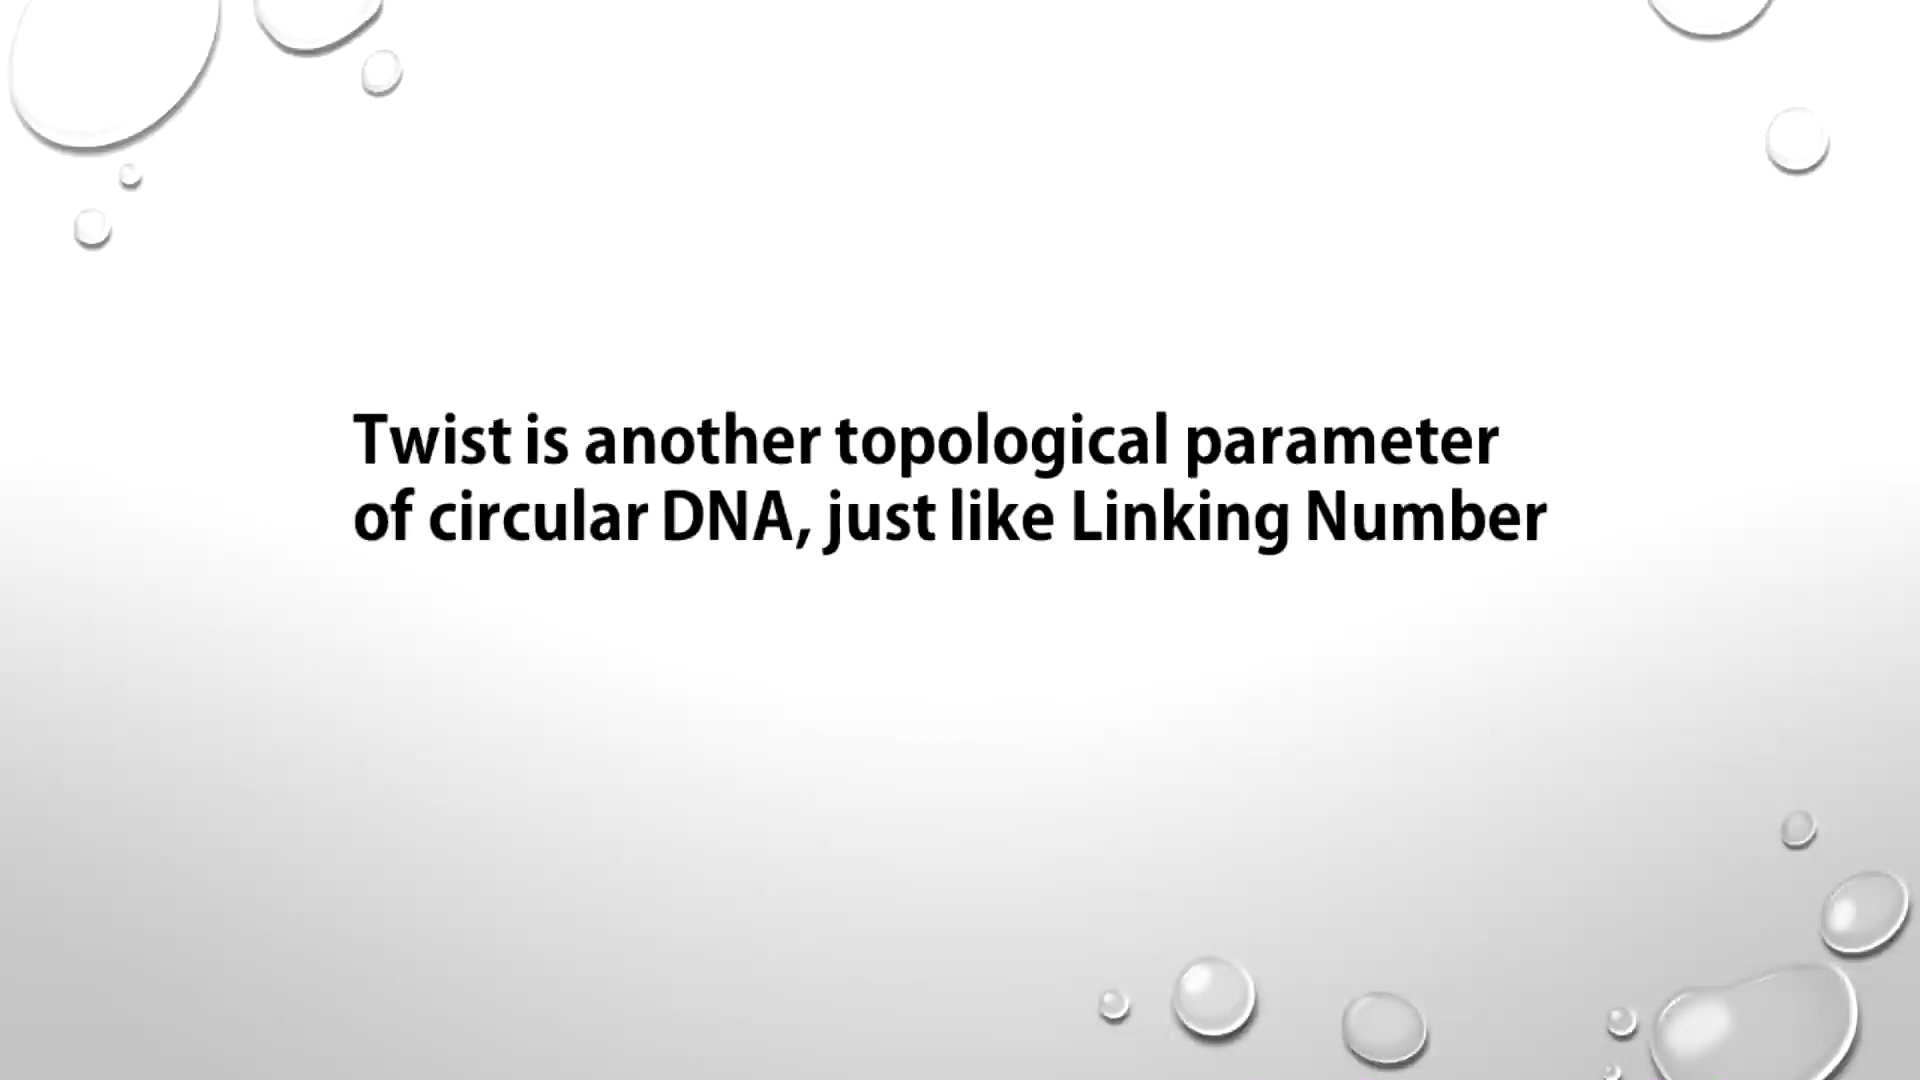 Twist is another topological parameter
of circular DNA, just like Linking Number